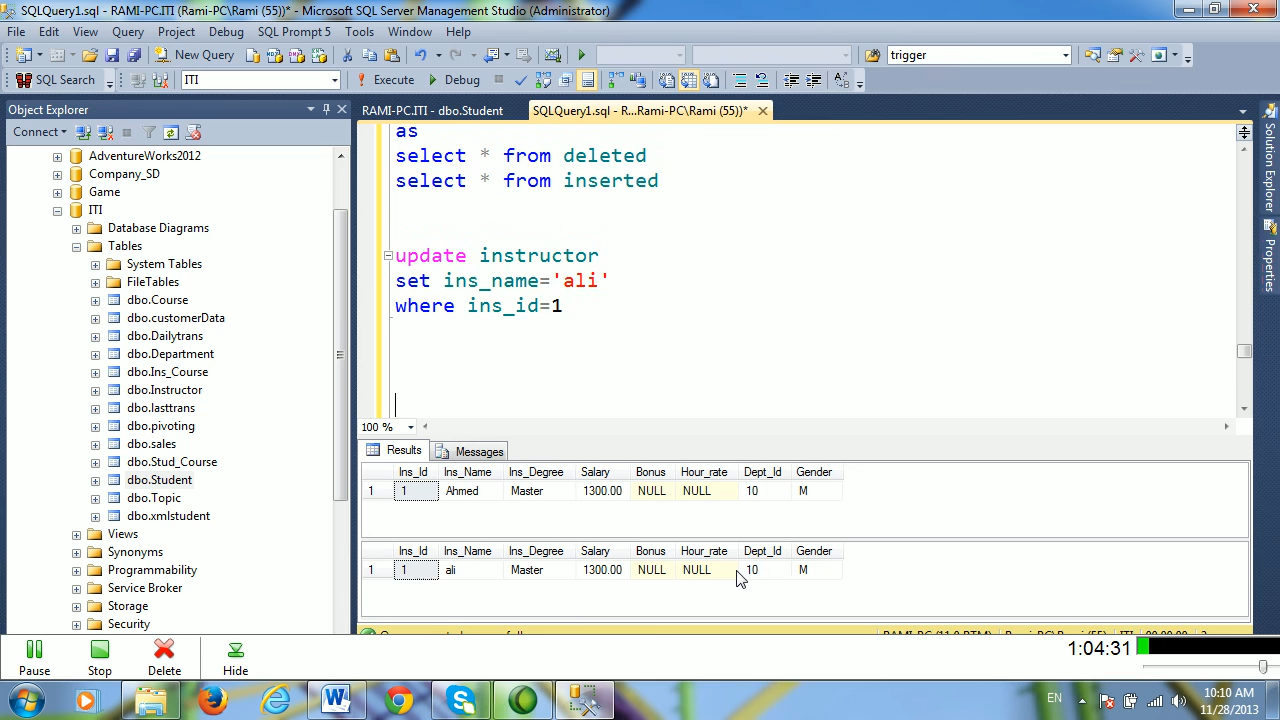 SQLQuery1.sql - RAMI-PC.ITI (Rami-PC\Rami (55))* - Microsoft SQL Server Management Studio (Administrator)
File Edit View Query Project Debug SQL Prompt 5 Tools Window Help
New Query trigger
SQL Search ITI Execute Debug
Object Explorer
Connect
AdventureWorks2012
Company_SD
Game
ITI
Database Diagrams
Tables
System Tables
FileTables
dbo.Course
dbo.customerData
dbo.Dailytrans
dbo.Department
dbo.Ins_Course
dbo.Instructor
dbo.lasttrans
dbo.pivoting
dbo.sales
dbo.Stud_Course
dbo.Student
dbo.Topic
dbo.xmlstudent
Views
Synonyms
Programmability
Service Broker
Storage
Security
RAMI-PC.ITI - dbo.Student SQLQuery1.sql - R...Rami-PC\Rami (55))*
as
select * from deleted
select * from inserted
update instructor
set ins_name='ali'
where ins_id=1
100 %
Results Messages
Ins_Id Ins_Name Ins_Degree Salary Bonus Hour_rate Dept_Id Gender
1 1 Ahmed Master 1300.00 NULL NULL 10 M
Ins_Id Ins_Name Ins_Degree Salary Bonus Hour_rate Dept_Id Gender
1 1 ali Master 1300.00 NULL NULL 10 M
Solution Explorer
Properties
Pause Stop Delete Hide
1:04:31
EN
10:10 AM
11/28/2013